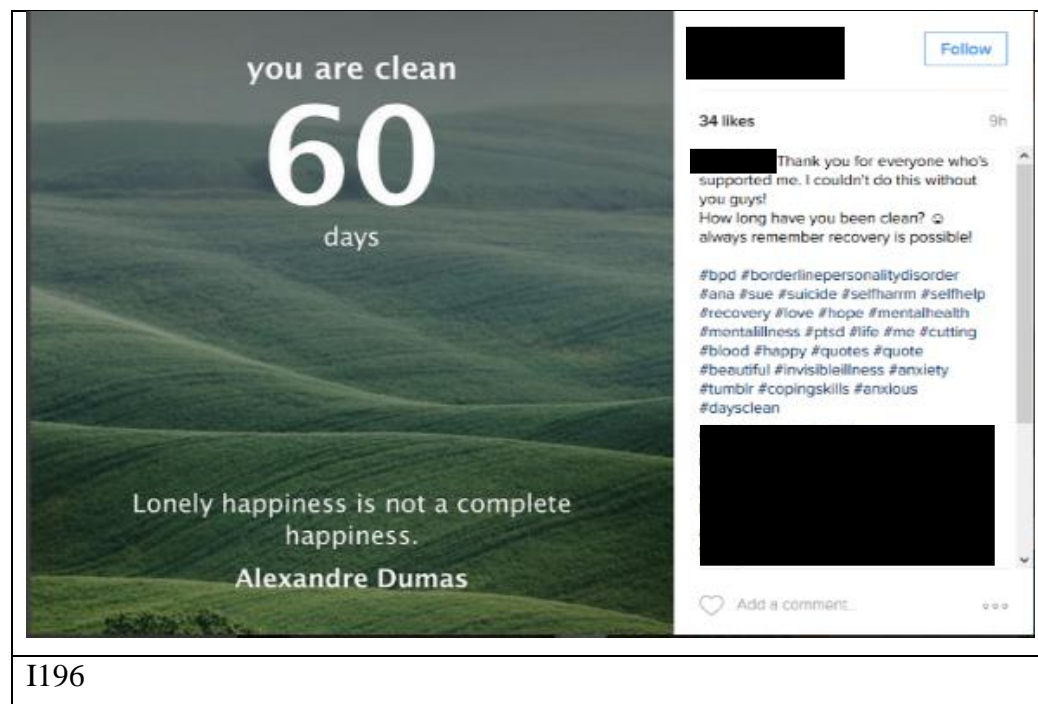 you are clean
60
days
Lonely happiness is not a complete
happiness.
Alexandre Dumas
Follow
34 likes
9h
Thank you for everyone who's
supported me. I couldn't do this without
you guys!
How long have you been clean? ☺
always remember recovery is possible!
#bpd #borderlinepersonalitydisorder
#ana #sue #suicide #selfharrm #selfhelp
#recovery #love #hope #mentalhealth
#mentalillness #ptsd #life #me #cutting
#blood #happy #quotes #quote
#beautiful #invisibleillness #anxiety
#tumblr #copingskills #anxious
#daysclean
Add a comment...
I196